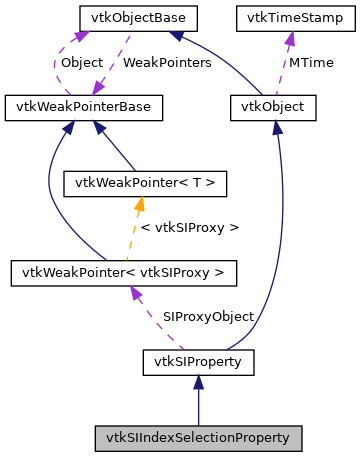 vtkObjectBase
vtkTimeStamp
Object
WeakPointers
MTime
vtkWeakPointerBase
vtkObject
vtkWeakPointer< T >
< vtkSIProxy >
vtkWeakPointer< vtkSIProxy >
SIProxyObject
vtkSIProperty
vtkSIIndexSelectionProperty